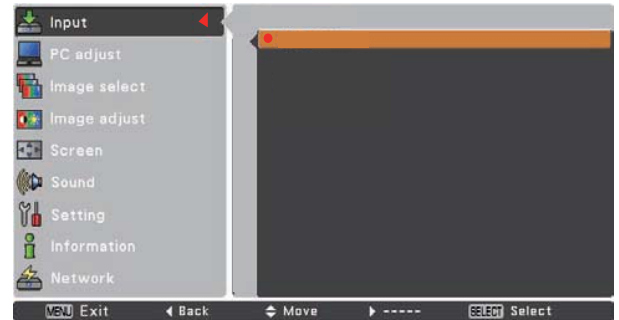 Input
PC adjust
Image select
Image adjust
Screen
Sound
Setting
Information
Network
MENU Exit Back Move ----- SELECT Select